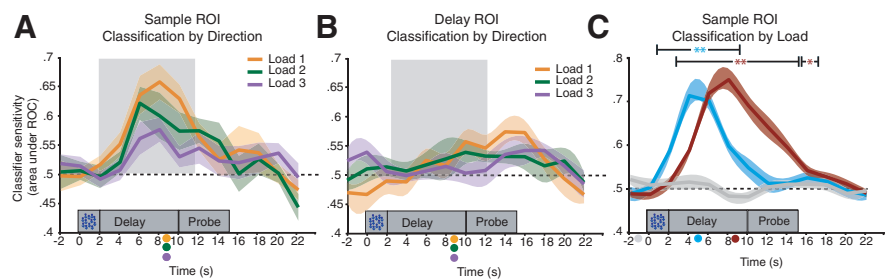 A
Sample ROI
Classification by Direction
Classifier sensitivity
(area under ROC)
.7
.65
.6
.55
.5
.45
.4
Load 1
Load 2
Load 3
Delay
Probe
-2 0 2 4 6 8 10 12 14 16 18 20 22
Time (s)
B
Delay ROI
Classification by Direction
.7
.65
.6
.55
.5
.45
.4
Load 1
Load 2
Load 3
Delay
Probe
-2 0 2 4 6 8 10 12 14 16 18 20 22
Time (s)
C
Sample ROI
Classification by Load
**
** *
.8
.7
.6
.5
.4
Delay
Probe
-2 0 2 4 6 8 10 12 14 16 18 20 22
Time (s)